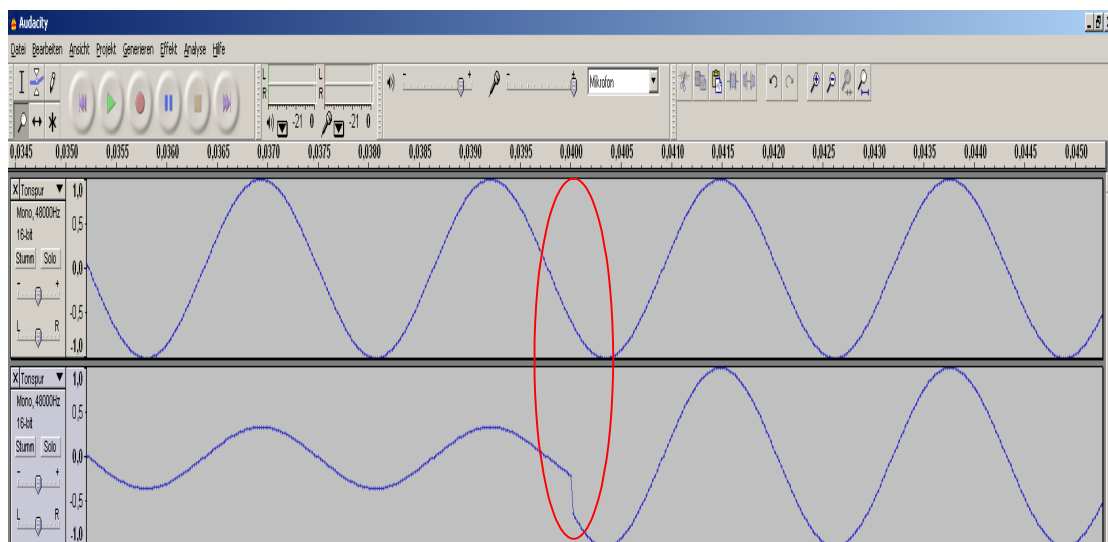 Audacity
Datei Bearbeiten Ansicht Projekt Generieren Effekt Analyse Hilfe
L L
R R
-21 0 -21 0
- + - +
Mikrofon
0,0345 0,0350 0,0355 0,0360 0,0365 0,0370 0,0375 0,0380 0,0385 0,0390 0,0395 0,0400 0,0405 0,0410 0,0415 0,0420 0,0425 0,0430 0,0435 0,0440 0,0445 0,0450
X Tonspur
Mono, 48000Hz
16-bit
Stumm Solo
- +
L R
1,0
0,5
0,0
-0,5
-1,0
X Tonspur
Mono, 48000Hz
16-bit
Stumm Solo
- +
L R
1,0
0,5
0,0
-0,5
-1,0